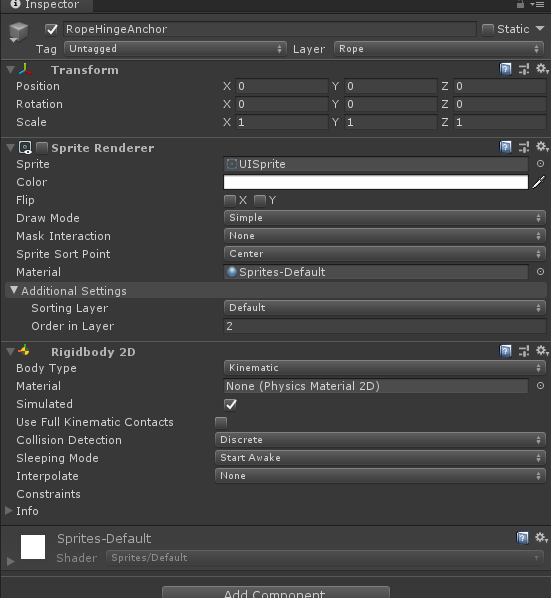 Inspector
RopeHingeAnchor Static
Tag Untagged Layer Rope
Transform
Position X 0 Y 0 Z 0
Rotation X 0 Y 0 Z 0
Scale X 1 Y 1 Z 1
Sprite Renderer
Sprite UISprite
Color
Flip X Y
Draw Mode Simple
Mask Interaction None
Sprite Sort Point Center
Material Sprites-Default
Additional Settings
Sorting Layer Default
Order in Layer 2
Rigidbody 2D
Body Type Kinematic
Material None (Physics Material 2D)
Simulated
Use Full Kinematic Contacts
Collision Detection Discrete
Sleeping Mode Start Awake
Interpolate None
Constraints
Info
Sprites-Default
Shader Sprites/Default
Add Component